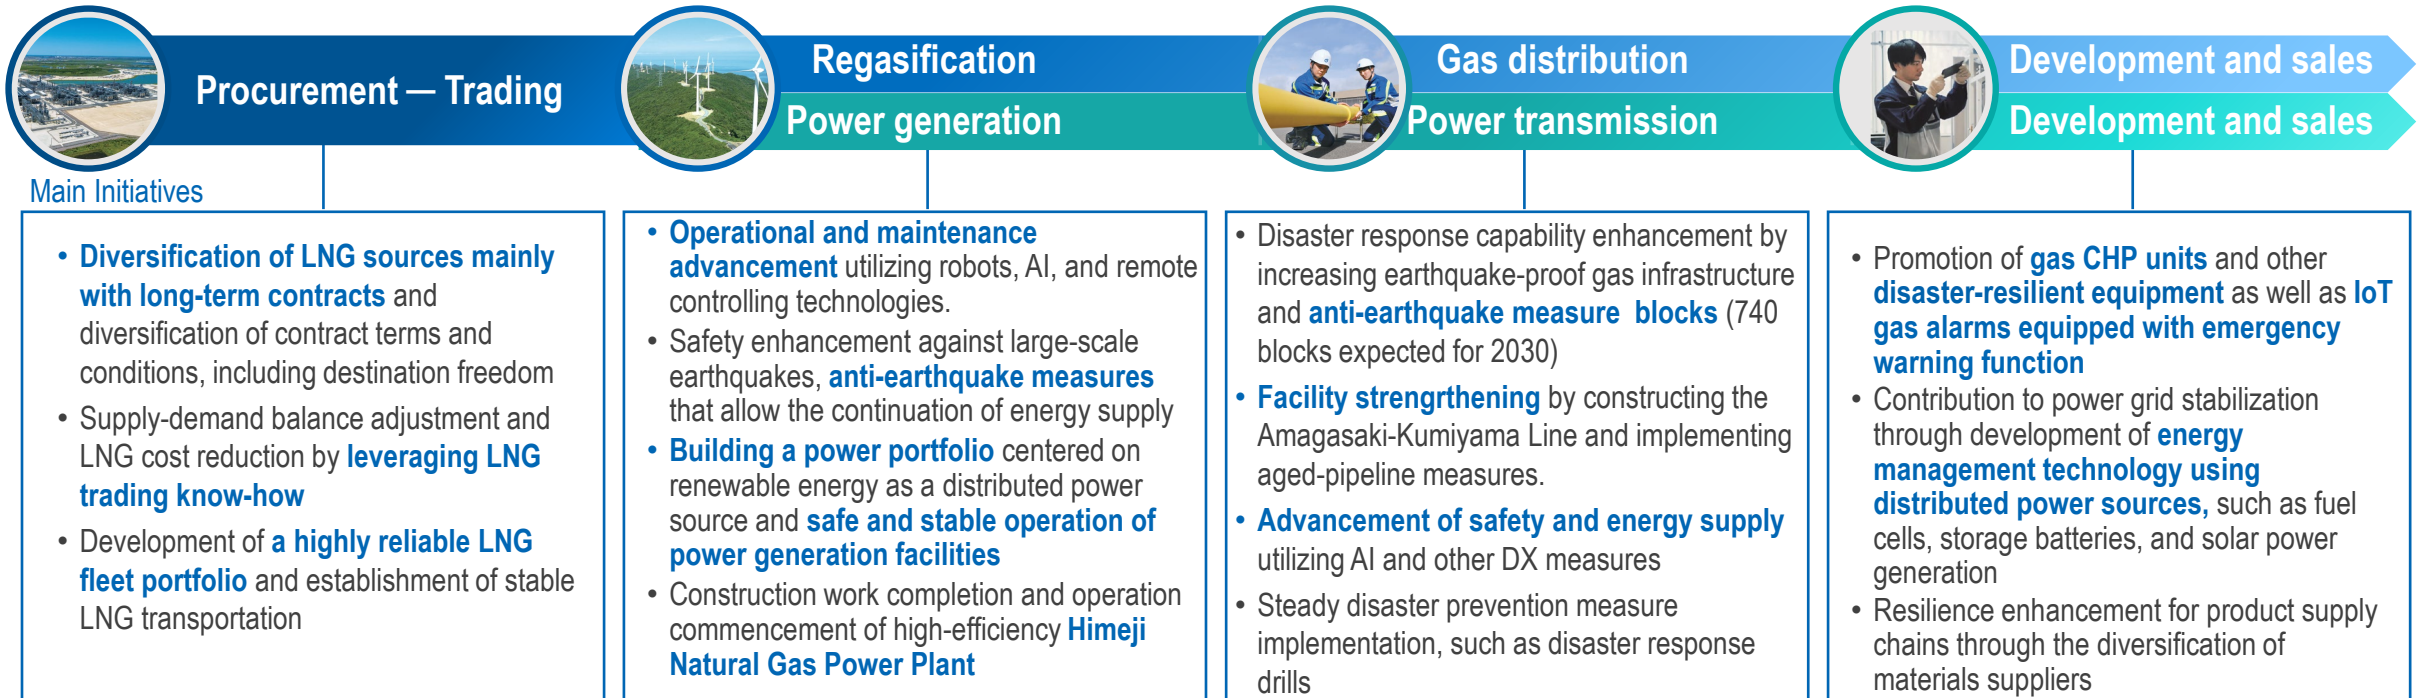 Procurement — Trading
Regasification
Power generation
Gas distribution
Power transmission
Development and sales
Development and sales
Main Initiatives
• Diversification of LNG sources mainly
with long-term contracts and
diversification of contract terms and
conditions, including destination freedom
• Supply-demand balance adjustment and
LNG cost reduction by leveraging LNG
trading know-how
• Development of a highly reliable LNG
fleet portfolio and establishment of stable
LNG transportation
• Operational and maintenance
advancement utilizing robots, AI, and remote
controlling technologies.
• Safety enhancement against large-scale
earthquakes, anti-earthquake measures
that allow the continuation of energy supply
• Building a power portfolio centered on
renewable energy as a distributed power
source and safe and stable operation of
power generation facilities
• Construction work completion and operation
commencement of high-efficiency Himeji
Natural Gas Power Plant
• Disaster response capability enhancement by
increasing earthquake-proof gas infrastructure
and anti-earthquake measure blocks (740
blocks expected for 2030)
• Facility strengrthening by constructing the
Amagasaki-Kumiyama Line and implementing
aged-pipeline measures.
• Advancement of safety and energy supply
utilizing AI and other DX measures
• Steady disaster prevention measure
implementation, such as disaster response
drills
• Promotion of gas CHP units and other
disaster-resilient equipment as well as IoT
gas alarms equipped with emergency
warning function
• Contribution to power grid stabilization
through development of energy
management technology using
distributed power sources, such as fuel
cells, storage batteries, and solar power
generation
• Resilience enhancement for product supply
chains through the diversification of
materials suppliers